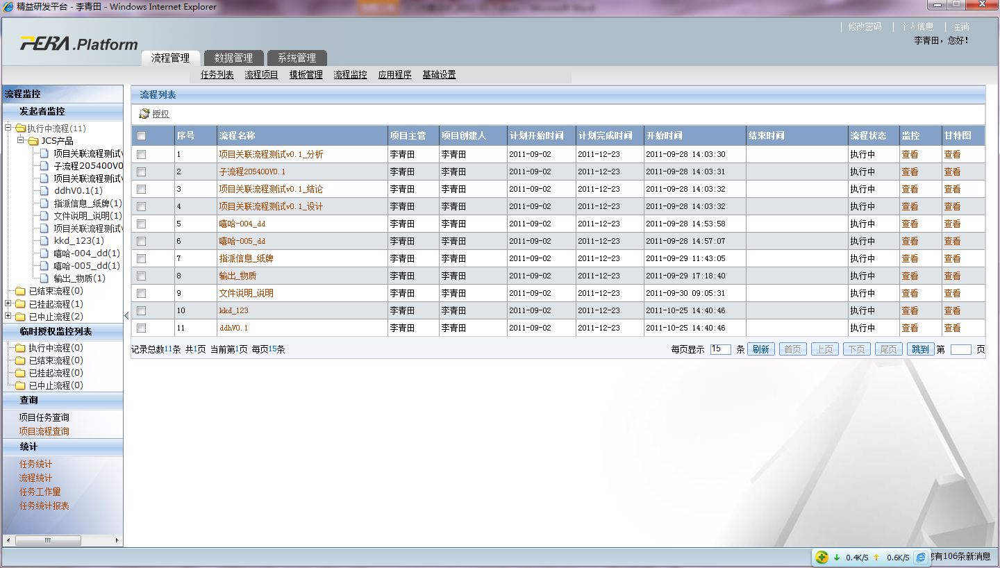 精益研发平台 - 李青田 - Windows Internet Explorer
修改密码 | 个人信息 | 注销
李青田，您好！
PERA .Platform
流程管理 数据管理 系统管理
任务列表 流程项目 模板管理 流程监控 应用程序 基础设置
流程监控
发起者监控
执行中流程(11)
JCS产品
项目关联流程测试v
子流程205400V0
项目关联流程测试v
ddhV0.1(1)
指派信息_纸牌(1)
文件说明_说明(1)
项目关联流程测试v
kkd_123(1)
嘻哈-004_dd(1)
嘻哈-005_dd(1)
输出_物质(1)
已结束流程(0)
已挂起流程(1)
已中止流程(2)
临时授权监控列表
执行中流程(0)
已结束流程(0)
已挂起流程(0)
已中止流程(0)
查询
项目任务查询
项目流程查询
统计
任务统计
流程统计
任务工作量
任务统计报表
流程列表
授权
序号 流程名称 项目主管 项目创建人 计划开始时间 计划完成时间 开始时间 结束时间 流程状态 监控 甘特图
1 项目关联流程测试v0.1_分析 李青田 李青田 2011-09-02 2011-12-23 2011-09-28 14:03:30 执行中 查看 查看
2 子流程205400V0.1 李青田 李青田 2011-09-02 2011-12-23 2011-09-28 14:03:31 执行中 查看 查看
3 项目关联流程测试v0.1_结论 李青田 李青田 2011-09-02 2011-12-23 2011-09-28 14:03:32 执行中 查看 查看
4 项目关联流程测试v0.1_设计 李青田 李青田 2011-09-02 2011-12-23 2011-09-28 14:03:32 执行中 查看 查看
5 嘻哈-004_dd 李青田 李青田 2011-09-02 2011-12-23 2011-09-28 14:53:58 执行中 查看 查看
6 嘻哈-005_dd 李青田 李青田 2011-09-02 2011-12-23 2011-09-28 14:57:07 执行中 查看 查看
7 指派信息_纸牌 李青田 李青田 2011-09-02 2011-12-23 2011-09-29 11:43:05 执行中 查看 查看
8 输出_物质 李青田 李青田 2011-09-02 2011-12-23 2011-09-29 17:18:40 执行中 查看 查看
9 文件说明_说明 李青田 李青田 2011-09-02 2011-12-23 2011-09-30 09:05:31 执行中 查看 查看
10 kkd_123 李青田 李青田 2011-09-02 2011-12-23 2011-10-25 14:40:46 执行中 查看 查看
11 ddhV0.1 李青田 李青田 2011-09-02 2011-12-23 2011-10-25 14:40:46 执行中 查看 查看
记录总数11条 共1页 当前第1页 每页15条 每页显示 15 条 刷新 首页 上页 下页 尾页 跳到 第 页
0.4K/S 0.6K/S 有106条新消息